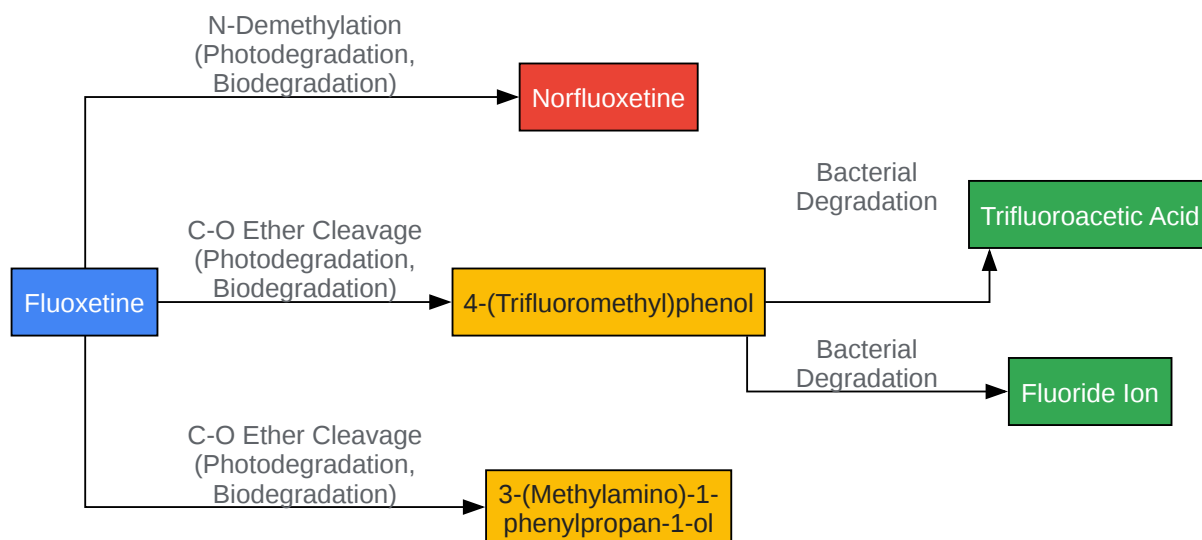 N-Demethylation
(Photodegradation,
Biodegradation)
Norfluoxetine
Bacterial
Degradation
Trifluoroacetic Acid
C-O Ether Cleavage
(Photodegradation,
Biodegradation)
Fluoxetine
4-(Trifluoromethyl)phenol
Bacterial
Degradation
Fluoride Ion
C-O Ether Cleavage
(Photodegradation,
Biodegradation)
3-(Methylamino)-1-
phenylpropan-1-ol